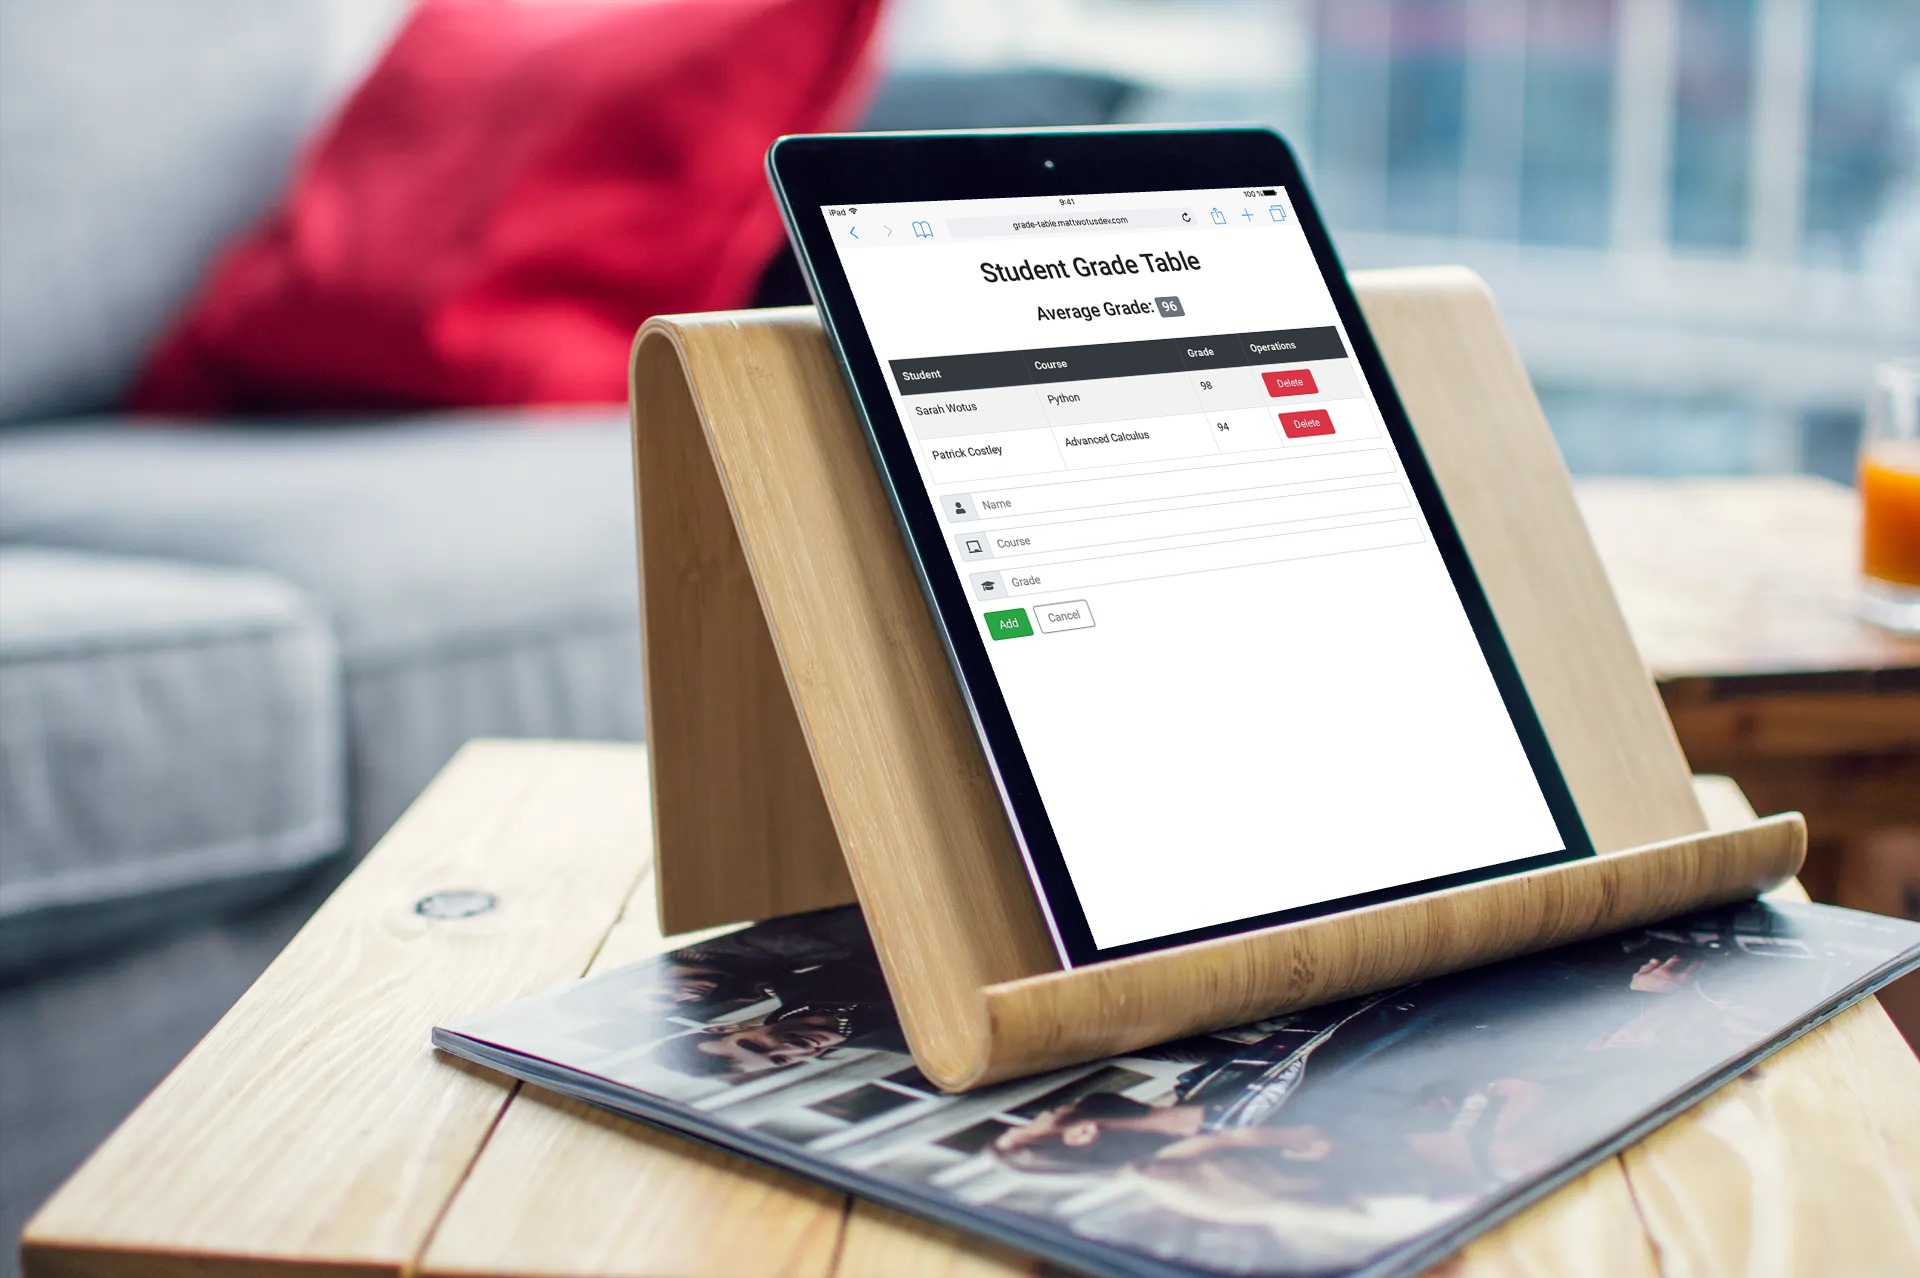 iPad 9:41 100 %
grade-table.mattwotusdev.com
Student Grade Table
Average Grade: 96
Student Course Grade Operations
Sarah Wotus Python 98 Delete
Patrick Costley Advanced Calculus 94 Delete
Name
Course
Grade
Add Cancel